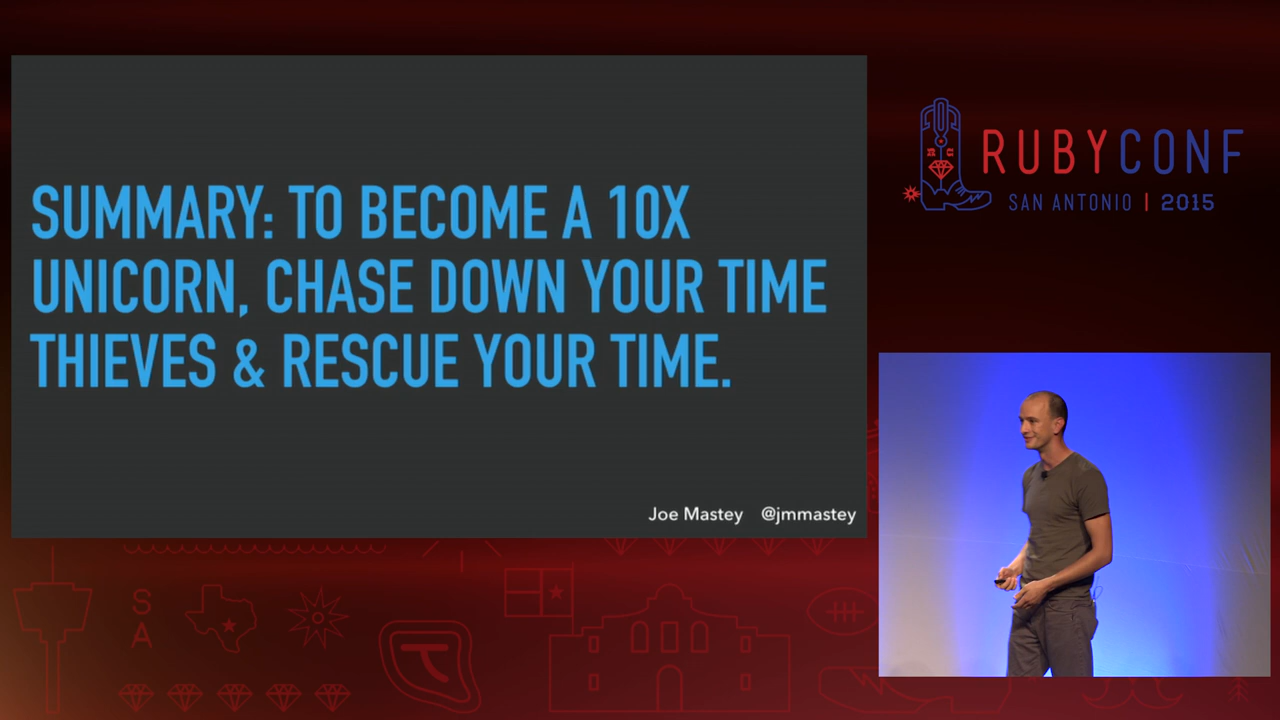 SUMMARY: TO BECOME A 10X
UNICORN, CHASE DOWN YOUR TIME
THIEVES & RESCUE YOUR TIME.
Joe Mastey @jmmastey
RUBYCONF
SAN ANTONIO | 2015
R C
S
A